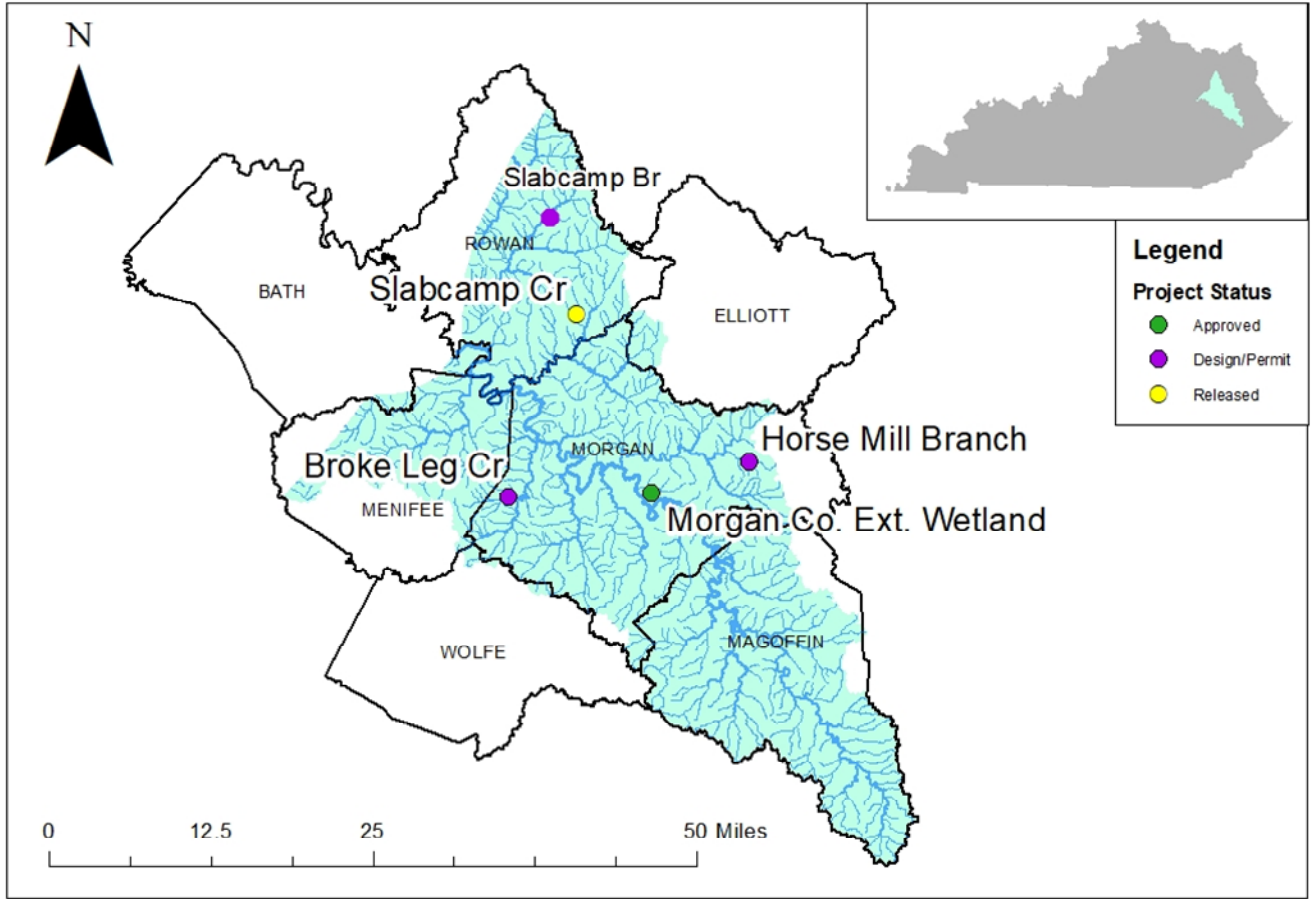 N
Slabcamp Br
ROWAN
BATH
Slabcamp Cr
ELLIOTT
Legend
Project Status
Approved
Design/Permit
Released
Horse Mill Branch
MORGAN
Broke Leg Cr
MENIFEE
Morgan Co. Ext. Wetland
WOLFE
MAGOFFIN
0 12.5 25 50 Miles